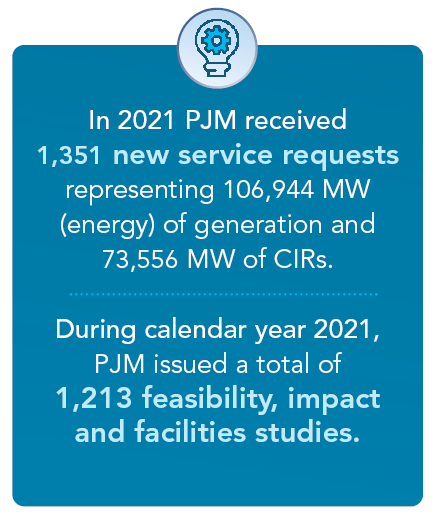 In 2021 PJM received
1,351 new service requests
representing 106,944 MW
(energy) of generation and
73,556 MW of CIRs.
During calendar year 2021,
PJM issued a total of
1,213 feasibility, impact
and facilities studies.